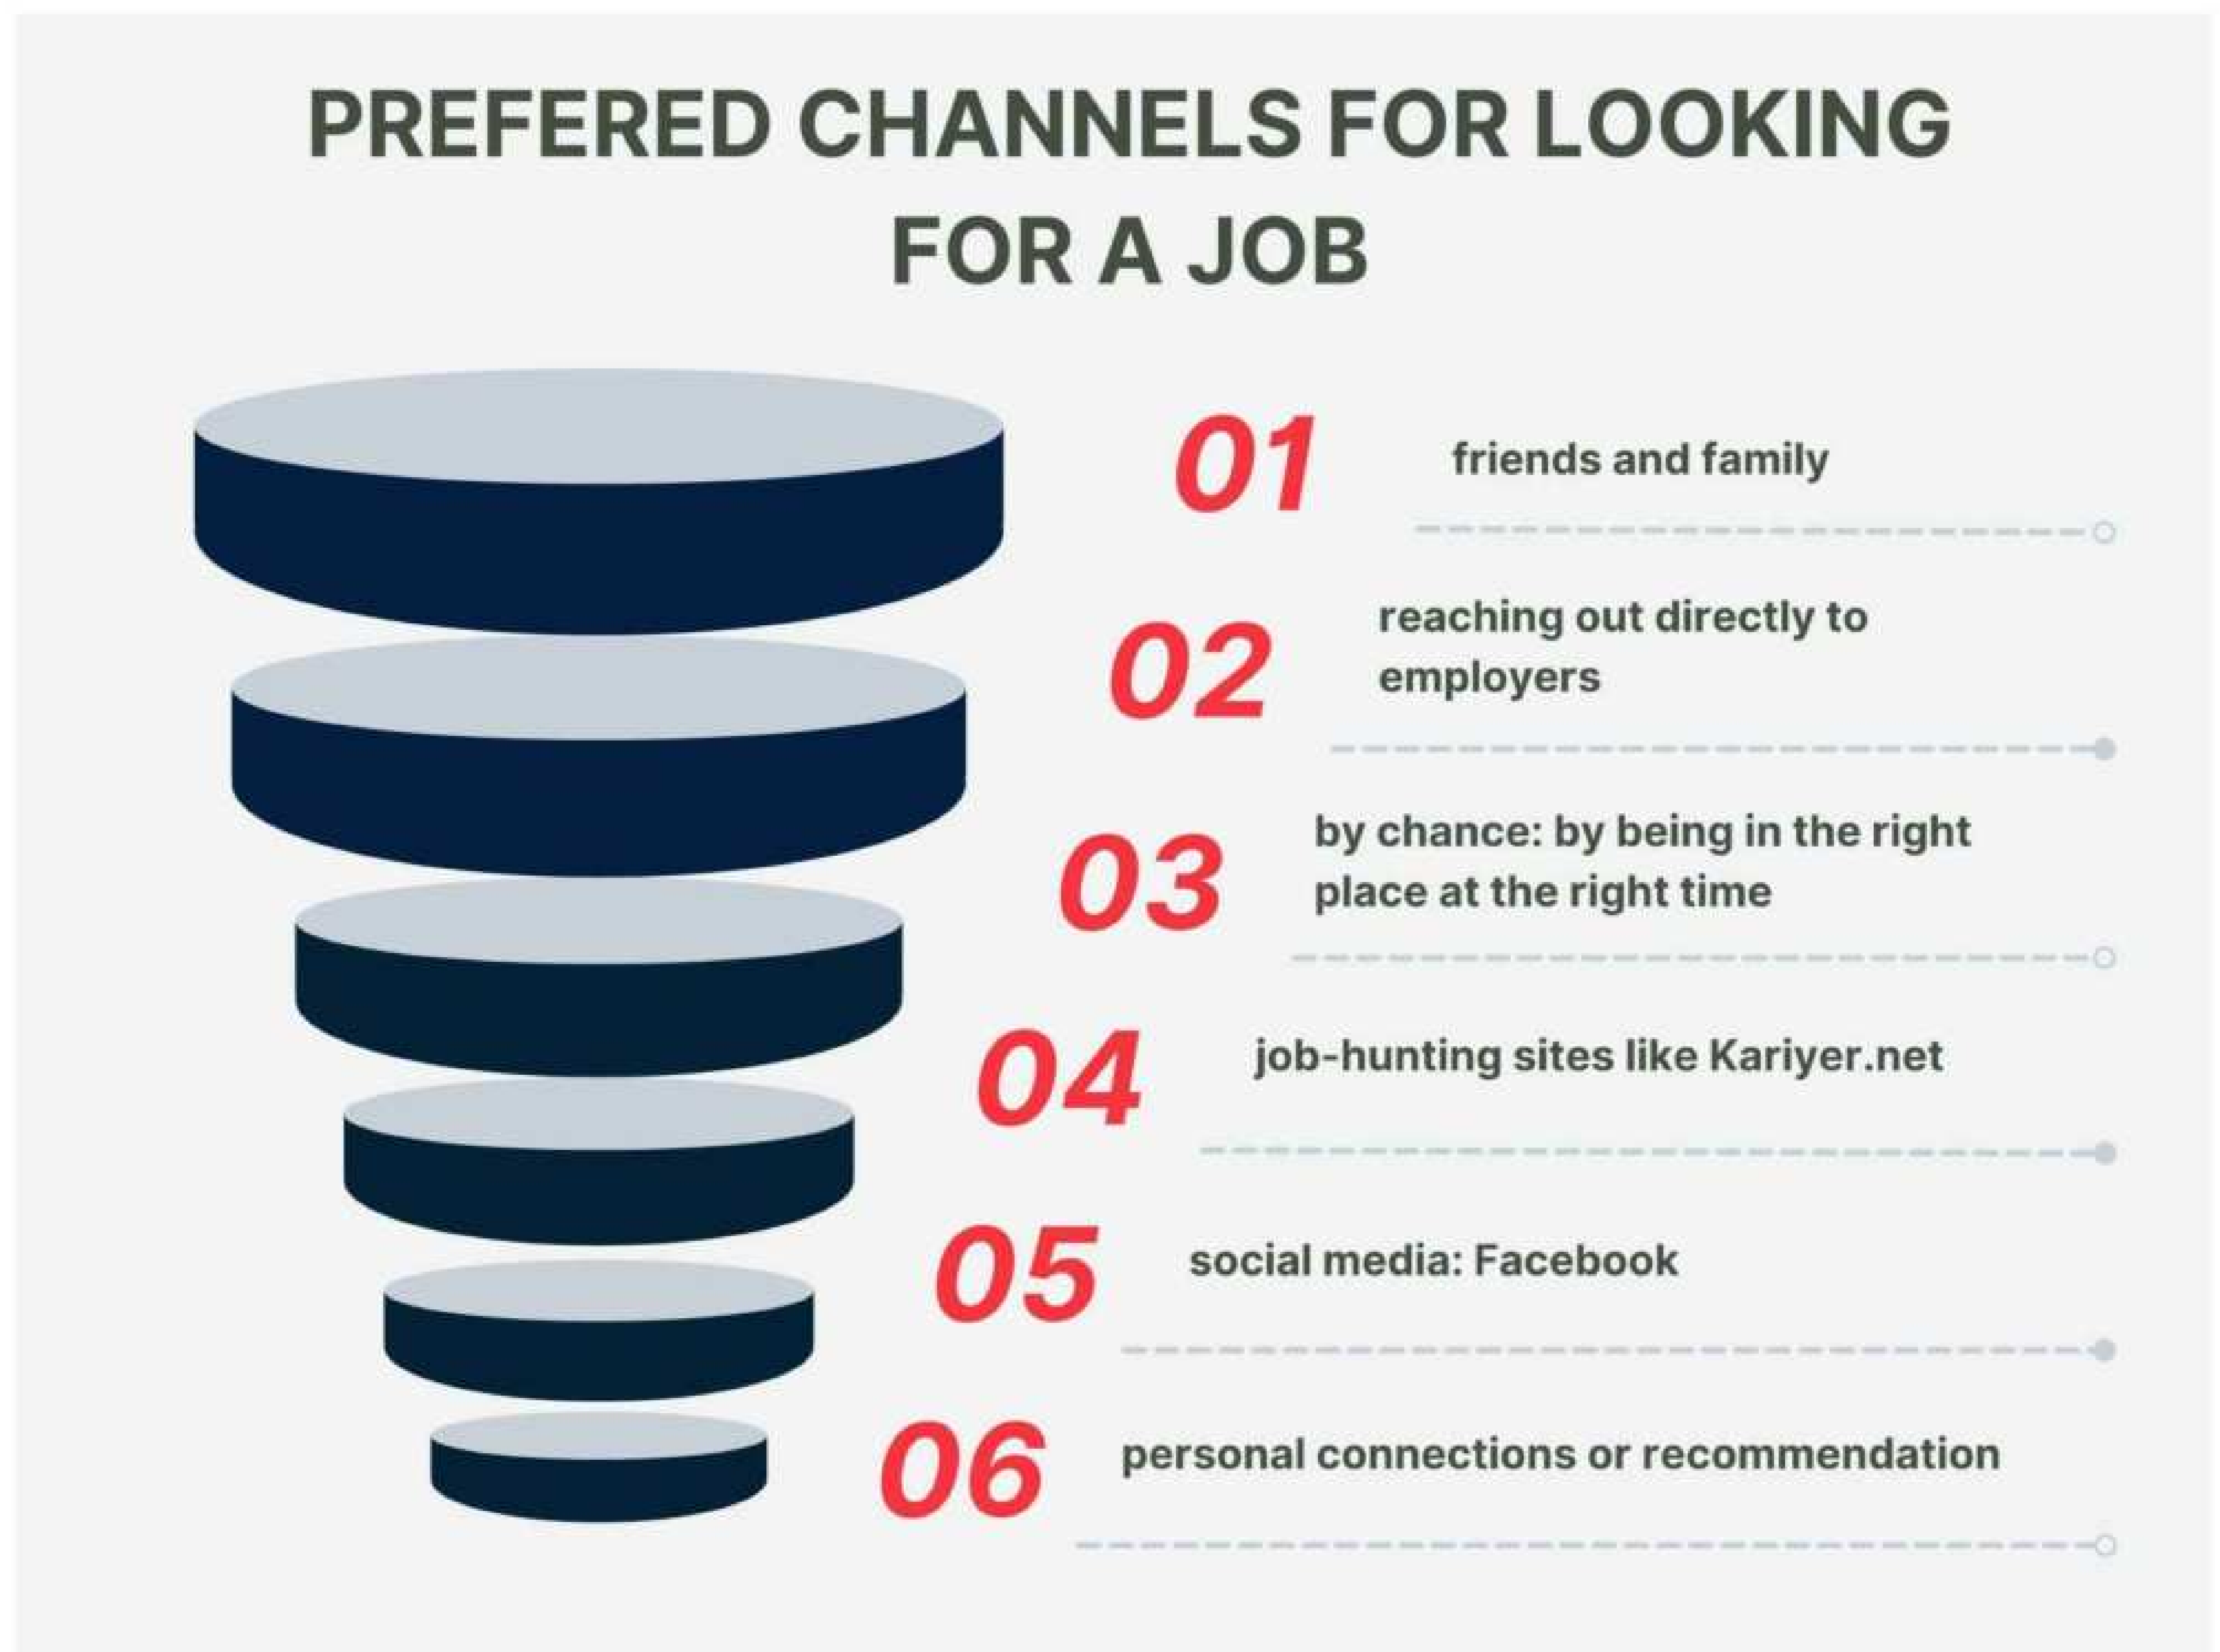 PREFERED CHANNELS FOR LOOKING
FOR A JOB
01
friends and family
02
reaching out directly to
employers
03
by chance: by being in the right
place at the right time
04
job-hunting sites like Kariyer.net
05
social media: Facebook
06
personal connections or recommendation